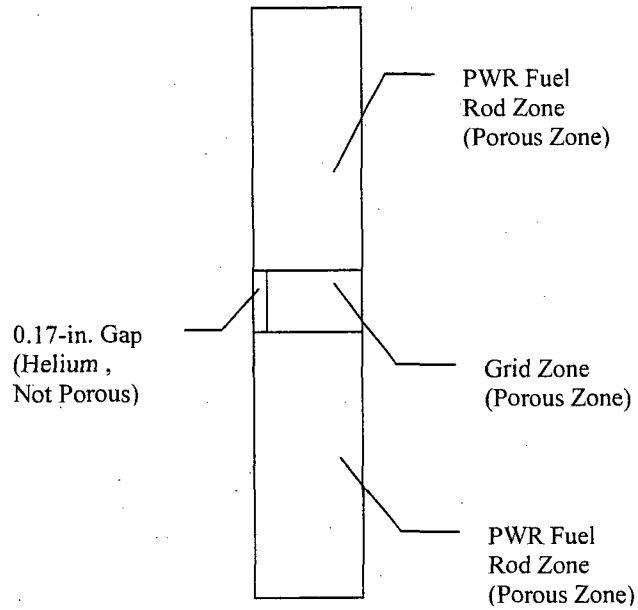 PWR Fuel
Rod Zone
(Porous Zone)
0.17-in. Gap
(Helium ,
Not Porous)
Grid Zone
(Porous Zone)
PWR Fuel
Rod Zone
(Porous Zone)